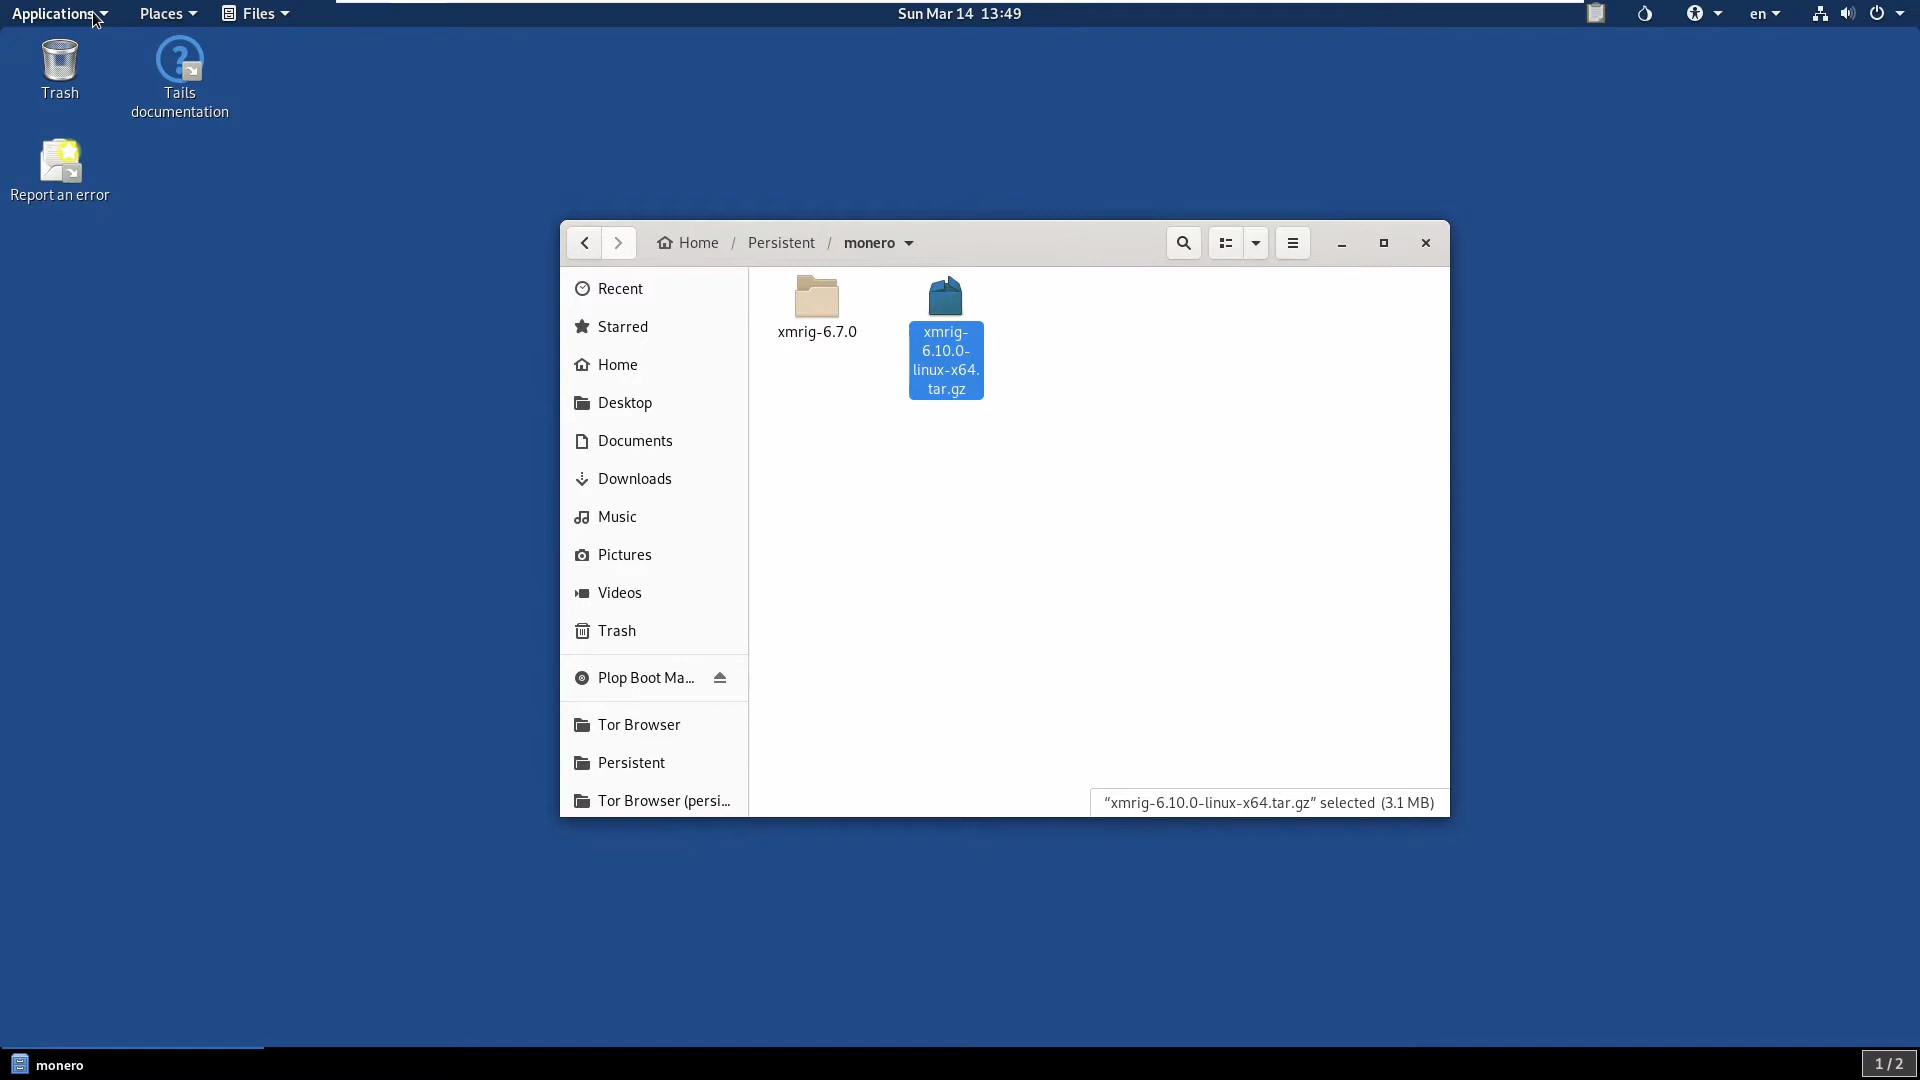 Applications
Places
Files
Sun Mar 14 13:49
en
Trash
Tails
documentation
Report an error
Home / Persistent / monero
Recent
Starred
Home
Desktop
Documents
Downloads
Music
Pictures
Videos
Trash
Plop Boot Ma...
Tor Browser
Persistent
Tor Browser (persi...
xmrig-6.7.0
xmrig-
6.10.0-
linux-x64.
tar.gz
“xmrig-6.10.0-linux-x64.tar.gz” selected (3.1 MB)
monero
1 / 2